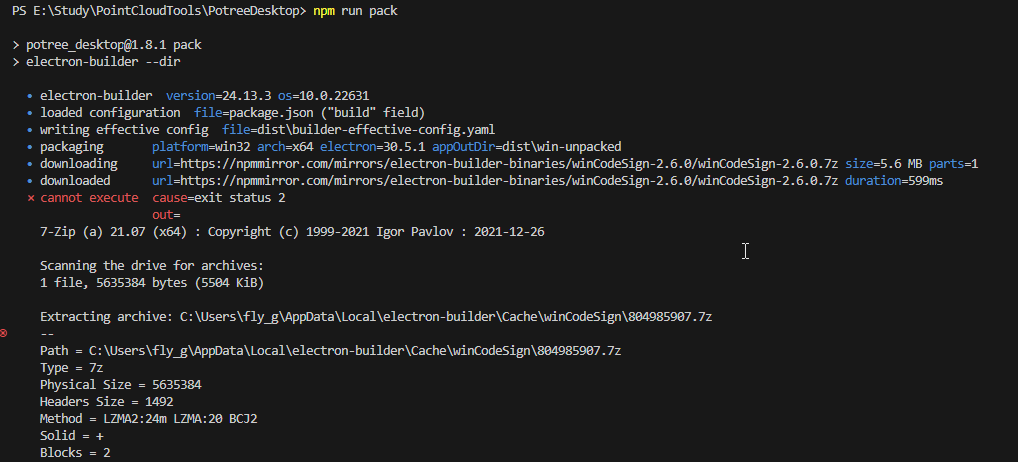 PS E:\Study\PointCloudTools\PotreeDesktop> npm run pack
> potree_desktop@1.8.1 pack
> electron-builder --dir
• electron-builder  version=24.13.3 os=10.0.22631
• loaded configuration  file=package.json ("build" field)
• writing effective config  file=dist\builder-effective-config.yaml
• packaging       platform=win32 arch=x64 electron=30.5.1 appOutDir=dist\win-unpacked
• downloading     url=https://npmmirror.com/mirrors/electron-builder-binaries/winCodeSign-2.6.0/winCodeSign-2.6.0.7z size=5.6 MB parts=1
• downloaded      url=https://npmmirror.com/mirrors/electron-builder-binaries/winCodeSign-2.6.0/winCodeSign-2.6.0.7z duration=599ms
⨯ cannot execute  cause=exit status 2
out=
7-Zip (a) 21.07 (x64) : Copyright (c) 1999-2021 Igor Pavlov : 2021-12-26
Scanning the drive for archives:
1 file, 5635384 bytes (5504 KiB)
Extracting archive: C:\Users\fly_g\AppData\Local\electron-builder\Cache\winCodeSign\804985907.7z
--
Path = C:\Users\fly_g\AppData\Local\electron-builder\Cache\winCodeSign\804985907.7z
Type = 7z
Physical Size = 5635384
Headers Size = 1492
Method = LZMA2:24m LZMA:20 BCJ2
Solid = +
Blocks = 2